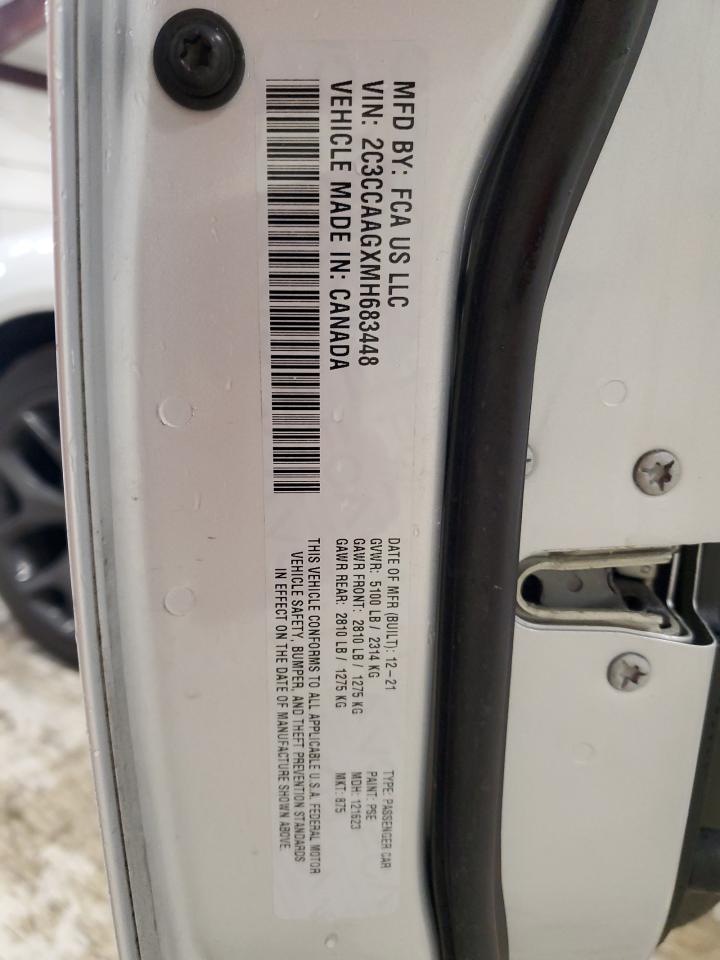 MFD BY: FCA US LLC
VIN: 2C3CCAAGXMH683448
VEHICLE MADE IN: CANADA
DATE OF MFR (BUILT): 12-21
GVWR: 5100 LB / 2314 KG
GAWR FRONT: 2810 LB / 1275 KG
GAWR REAR: 2810 LB / 1275 KG
THIS VEHICLE CONFORMS TO ALL APPLICABLE U.S.A. FEDERAL MOTOR
VEHICLE SAFETY, BUMPER, AND THEFT PREVENTION STANDARDS
IN EFFECT ON THE DATE OF MANUFACTURE SHOWN ABOVE.
TYPE: PASSENGER CAR
PAINT: PSE
MDH: 121623
MKT: 875